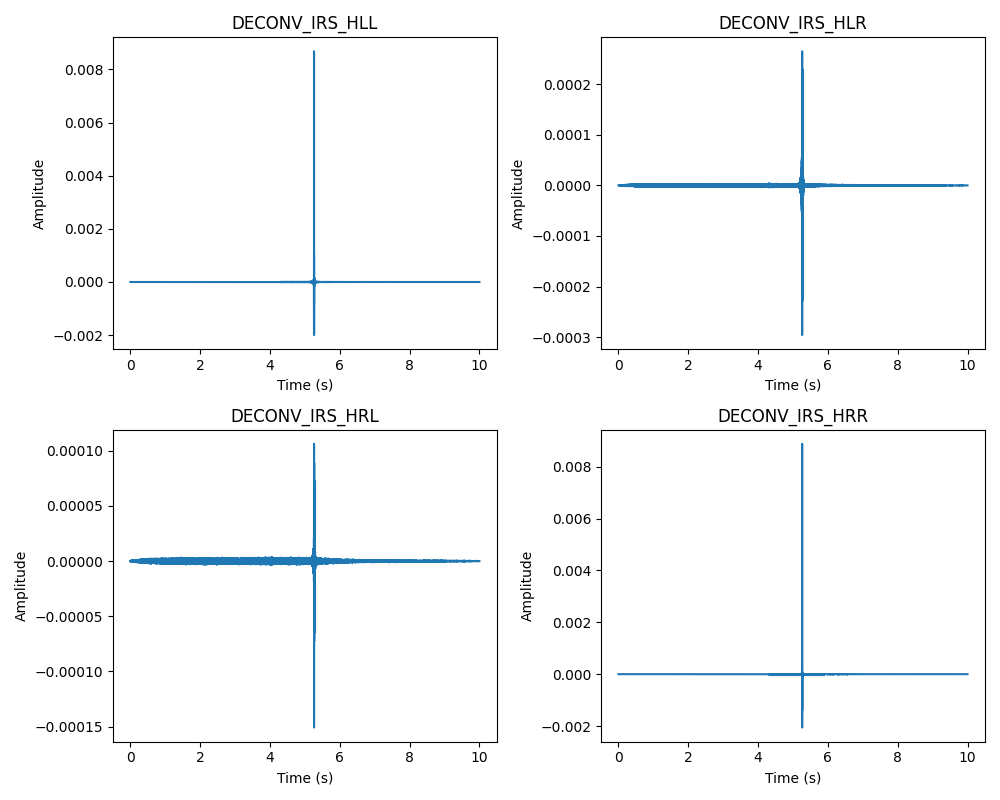 DECONV_IRS_HLL
Amplitude
0.008
0.006
0.004
0.002
0.000
−0.002
0 2 4 6 8 10
Time (s)
DECONV_IRS_HLR
Amplitude
0.0002
0.0001
0.0000
−0.0001
−0.0002
−0.0003
0 2 4 6 8 10
Time (s)
DECONV_IRS_HRL
Amplitude
0.00010
0.00005
0.00000
−0.00005
−0.00010
−0.00015
0 2 4 6 8 10
Time (s)
DECONV_IRS_HRR
Amplitude
0.008
0.006
0.004
0.002
0.000
−0.002
0 2 4 6 8 10
Time (s)